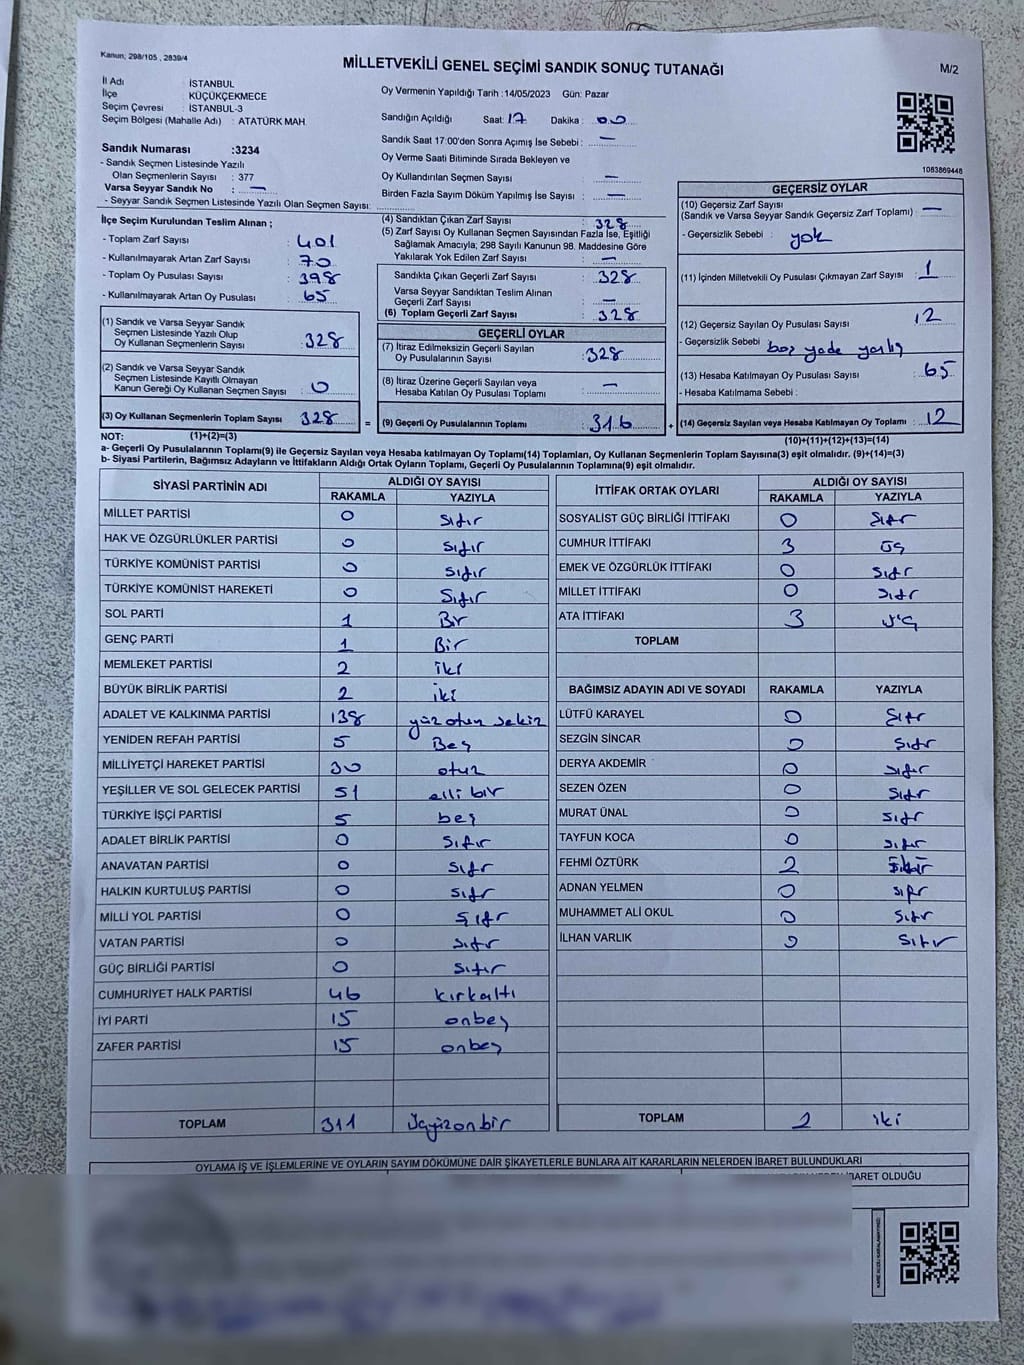 Kanun; 298/105 , 2839/4
MİLLETVEKİLİ GENEL SEÇİMİ SANDIK SONUÇ TUTANAĞI
M/2
İl Adı : İSTANBUL
İlçe : KÜÇÜKÇEKMECE
Seçim Çevresi : İSTANBUL-3
Seçim Bölgesi (Mahalle Adı) : ATATÜRK MAH.
Sandık Numarası :3234
- Sandık Seçmen Listesinde Yazılı
Olan Seçmenlerin Sayısı : 377
Varsa Seyyar Sandık No : —
- Seyyar Sandık Seçmen Listesinde Yazılı Olan Seçmen Sayısı:
Oy Vermenin Yapıldığı Tarih :14/05/2023 Gün: Pazar
Sandığın Açıldığı Saat: 17 Dakika : 00
Sandık Saat 17:00'den Sonra Açımış İse Sebebi : —
Oy Verme Saati Bitiminde Sırada Bekleyen ve
Oy Kullandırılan Seçmen Sayısı : —
Birden Fazla Sayım Döküm Yapılmış İse Sayısı : —
1083869448
İlçe Seçim Kurulundan Teslim Alınan ;
- Toplam Zarf Sayısı : 401
- Kullanılmayarak Artan Zarf Sayısı : 70
- Toplam Oy Pusulası Sayısı : 398
- Kullanılmayarak Artan Oy Pusulası : 65
(1) Sandık ve Varsa Seyyar Sandık
Seçmen Listesinde Yazılı Olup
Oy Kullanan Seçmenlerin Sayısı : 328
(2) Sandık ve Varsa Seyyar Sandık
Seçmen Listesinde Kayıtlı Olmayan
Kanun Gereği Oy Kullanan Seçmen Sayısı : 0
(3) Oy Kullanan Seçmenlerin Toplam Sayısı 328
(4) Sandıktan Çıkan Zarf Sayısı : 328
(5) Zarf Sayısı Oy Kullanan Seçmen Sayısından Fazla İse, Eşitliği
Sağlamak Amacıyla; 298 Sayılı Kanunun 98. Maddesine Göre
Yakılarak Yok Edilen Zarf Sayısı : —
Sandıkta Çıkan Geçerli Zarf Sayısı : 328
Varsa Seyyar Sandıktan Teslim Alınan
Geçerli Zarf Sayısı : —
(6) Toplam Geçerli Zarf Sayısı : 328
GEÇERLİ OYLAR
(7) İtiraz Edilmeksizin Geçerli Sayılan
Oy Pusulalarının Sayısı : 328
(8) İtiraz Üzerine Geçerli Sayılan veya
Hesaba Katılan Oy Pusulası Toplamı : —
= (9) Geçerli Oy Pusulalarının Toplamı : 316
GEÇERSİZ OYLAR
(10) Geçersiz Zarf Sayısı
(Sandık ve Varsa Seyyar Sandık Geçersiz Zarf Toplamı) : —
- Geçersizlik Sebebi : yok
(11) İçinden Milletvekili Oy Pusulası Çıkmayan Zarf Sayısı : 1
(12) Geçersiz Sayılan Oy Pusulası Sayısı : 12
- Geçersizlik Sebebi : boş yada
(13) Hesaba Katılmayan Oy Pusulası Sayısı : 65
- Hesaba Katılmama Sebebi :
+ (14) Geçersiz Sayılan veya Hesaba Katılmayan Oy Toplamı : 12
NOT: (1)+(2)=(3)
(10)+(11)+(12)+(13)=(14)
a- Geçerli Oy Pusulalarının Toplamı(9) ile Geçersiz Sayılan veya Hesaba katılmayan Oy Toplamı(14) Toplamları, Oy Kullanan Seçmenlerin Toplam Sayısına(3) eşit olmalıdır. (9)+(14)=(3)
b- Siyasi Partilerin, Bağımsız Adayların ve İttifakların Aldığı Ortak Oyların Toplamı, Geçerli Oy Pusulalarının Toplamına(9) eşit olmalıdır.
SİYASİ PARTİNİN ADI ALDIĞI OY SAYISI
RAKAMLA YAZIYLA
MİLLET PARTİSİ 0 sıfır
HAK VE ÖZGÜRLÜKLER PARTİSİ 0 sıfır
TÜRKİYE KOMÜNİST PARTİSİ 0 sıfır
TÜRKİYE KOMÜNİST HAREKETİ 0 Sıfır
SOL PARTİ 1 Bir
GENÇ PARTİ 1 Bir
MEMLEKET PARTİSİ 2 iki
BÜYÜK BİRLİK PARTİSİ 2 iki
ADALET VE KALKINMA PARTİSİ 138 yüz otuz sekiz
YENİDEN REFAH PARTİSİ 5 Beş
MİLLİYETÇİ HAREKET PARTİSİ 30 otuz
YEŞİLLER VE SOL GELECEK PARTİSİ 51 elli bir
TÜRKİYE İŞÇİ PARTİSİ 5 beş
ADALET BİRLİK PARTİSİ 0 Sıfır
ANAVATAN PARTİSİ 0 Sıfır
HALKIN KURTULUŞ PARTİSİ 0 Sıfır
MİLLİ YOL PARTİSİ 0 Sıfır
VATAN PARTİSİ 0 Sıfır
GÜÇ BİRLİĞİ PARTİSİ 0 Sıfır
CUMHURİYET HALK PARTİSİ 46 kırkaltı
İYİ PARTİ 15 onbeş
ZAFER PARTİSİ 15 onbeş
TOPLAM 311 Üçyüzonbir
İTTİFAK ORTAK OYLARI ALDIĞI OY SAYISI
RAKAMLA YAZIYLA
SOSYALİST GÜÇ BİRLİĞİ İTTİFAKI 0 Sıfır
CUMHUR İTTİFAKI 3 üç
EMEK VE ÖZGÜRLÜK İTTİFAKI 0 Sıfır
MİLLET İTTİFAKI 0 Sıfır
ATA İTTİFAKI 3 üç
TOPLAM
BAĞIMSIZ ADAYIN ADI VE SOYADI RAKAMLA YAZIYLA
LÜTFÜ KARAYEL 0 Sıfır
SEZGİN SİNCAR 0 Sıfır
DERYA AKDEMİR 0 Sıfır
SEZEN ÖZEN 0 Sıfır
MURAT ÜNAL 0 Sıfır
TAYFUN KOCA 0 Sıfır
FEHMİ ÖZTÜRK 2
ADNAN YELMEN 0 Sıfır
MUHAMMET ALİ OKUL 0 Sıfır
İLHAN VARLIK 0 Sıfır
TOPLAM 2 iki
OYLAMA İŞ VE İŞLEMLERİNE VE OYLARIN SAYIM DÖKÜMÜNE DAİR ŞİKAYETLERLE BUNLARA AİT KARARLARIN NELERDEN İBARET BULUNDUKLARI
İBARET OLDUĞU